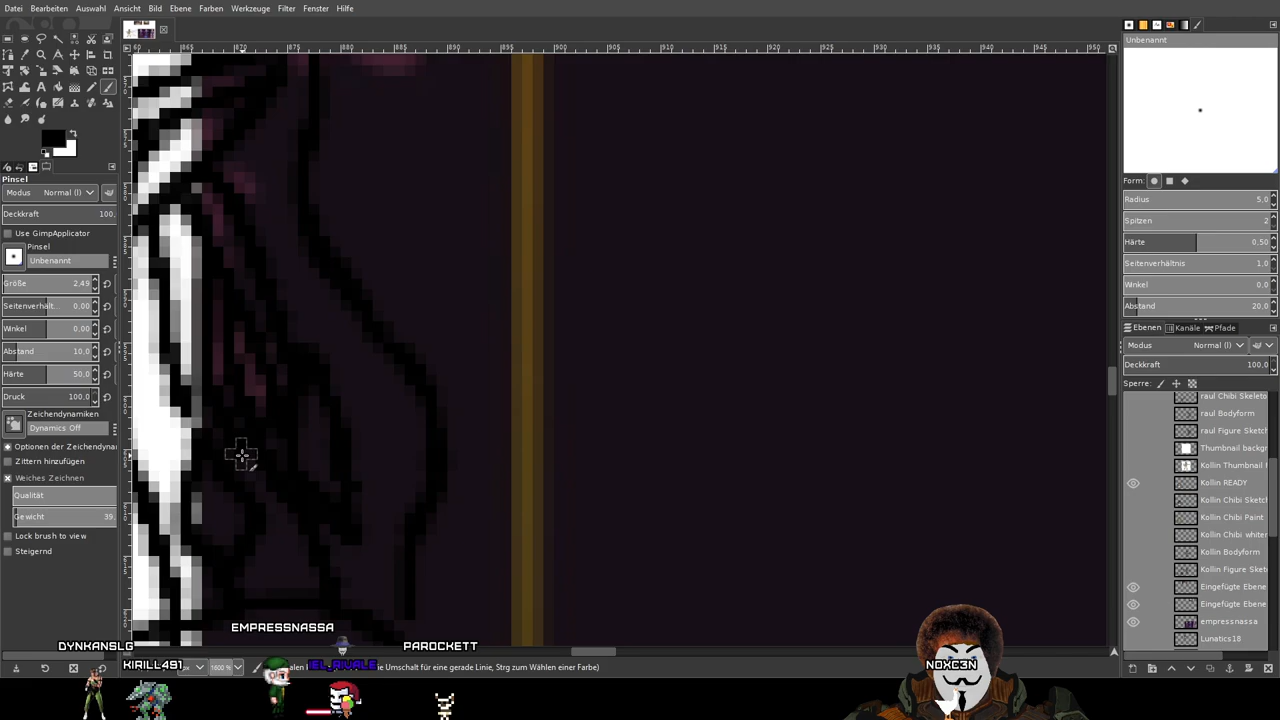 Datei Bearbeiten Auswahl Ansicht Bild Ebene Farben Werkzeuge Filter Fenster Hilfe
Pinsel
Modus Normal (l)
Deckkraft 100,
Use GimpApplicator
Pinsel
Unbenannt
Größe 2,49
Seitenverhält... 0,00
Winkel 0,00
Abstand 10,0
Härte 50,0
Druck 100,0
Zeichendynamiken
Dynamics Off
Optionen der Zeichendyna
Zittern hinzufügen
Weiches Zeichnen
Qualität
Gewicht 39,
Lock brush to view
Steigernd
Unbenannt
Form:
Radius 5,0
Spitzen 2
Härte 0,50
Seitenverhältnis 1,0
Winkel 0,0
Abstand 20,0
Ebenen Kanäle Pfade
Modus Normal (l)
Deckkraft 100,0
Sperre:
raul Chibi Skeleto
raul Bodyform
raul Figure Sketch
Thumbnail backgr
Kollin Thumbnail
Kollin READY
Kollin Chibi Sketch
Kollin Chibi Paint
Kollin Chibi whiter
Kollin Bodyform
Kollin Figure Sket
Eingefügte Ebene
Eingefügte Ebene
empressnassa
Lunatics18
1600 %
ie Umschalt für eine gerade Linie, Strg zum Wählen einer Farbe)
EMPRESSNASSA
DYNKANSLG
PAROCKETT
KIRILL491
NOXC3N